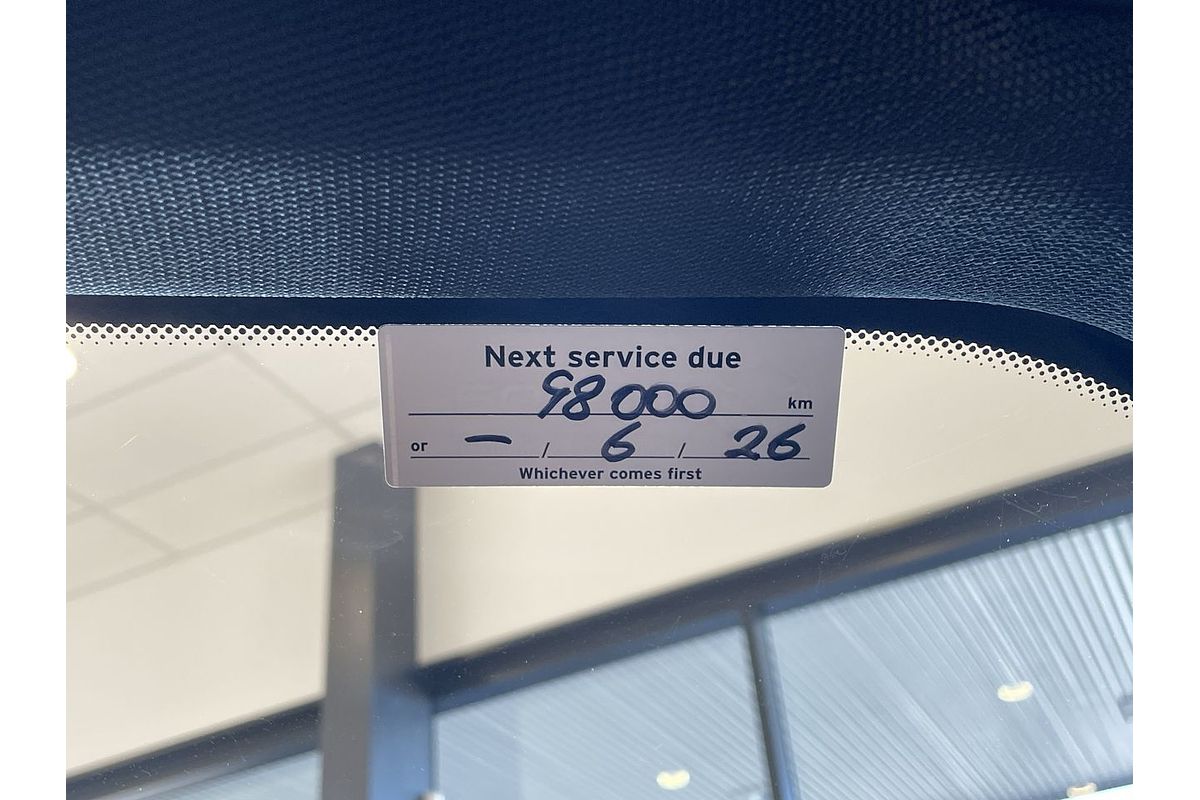 Next service due
98000 km
or - / 6 / 26
Whichever comes first